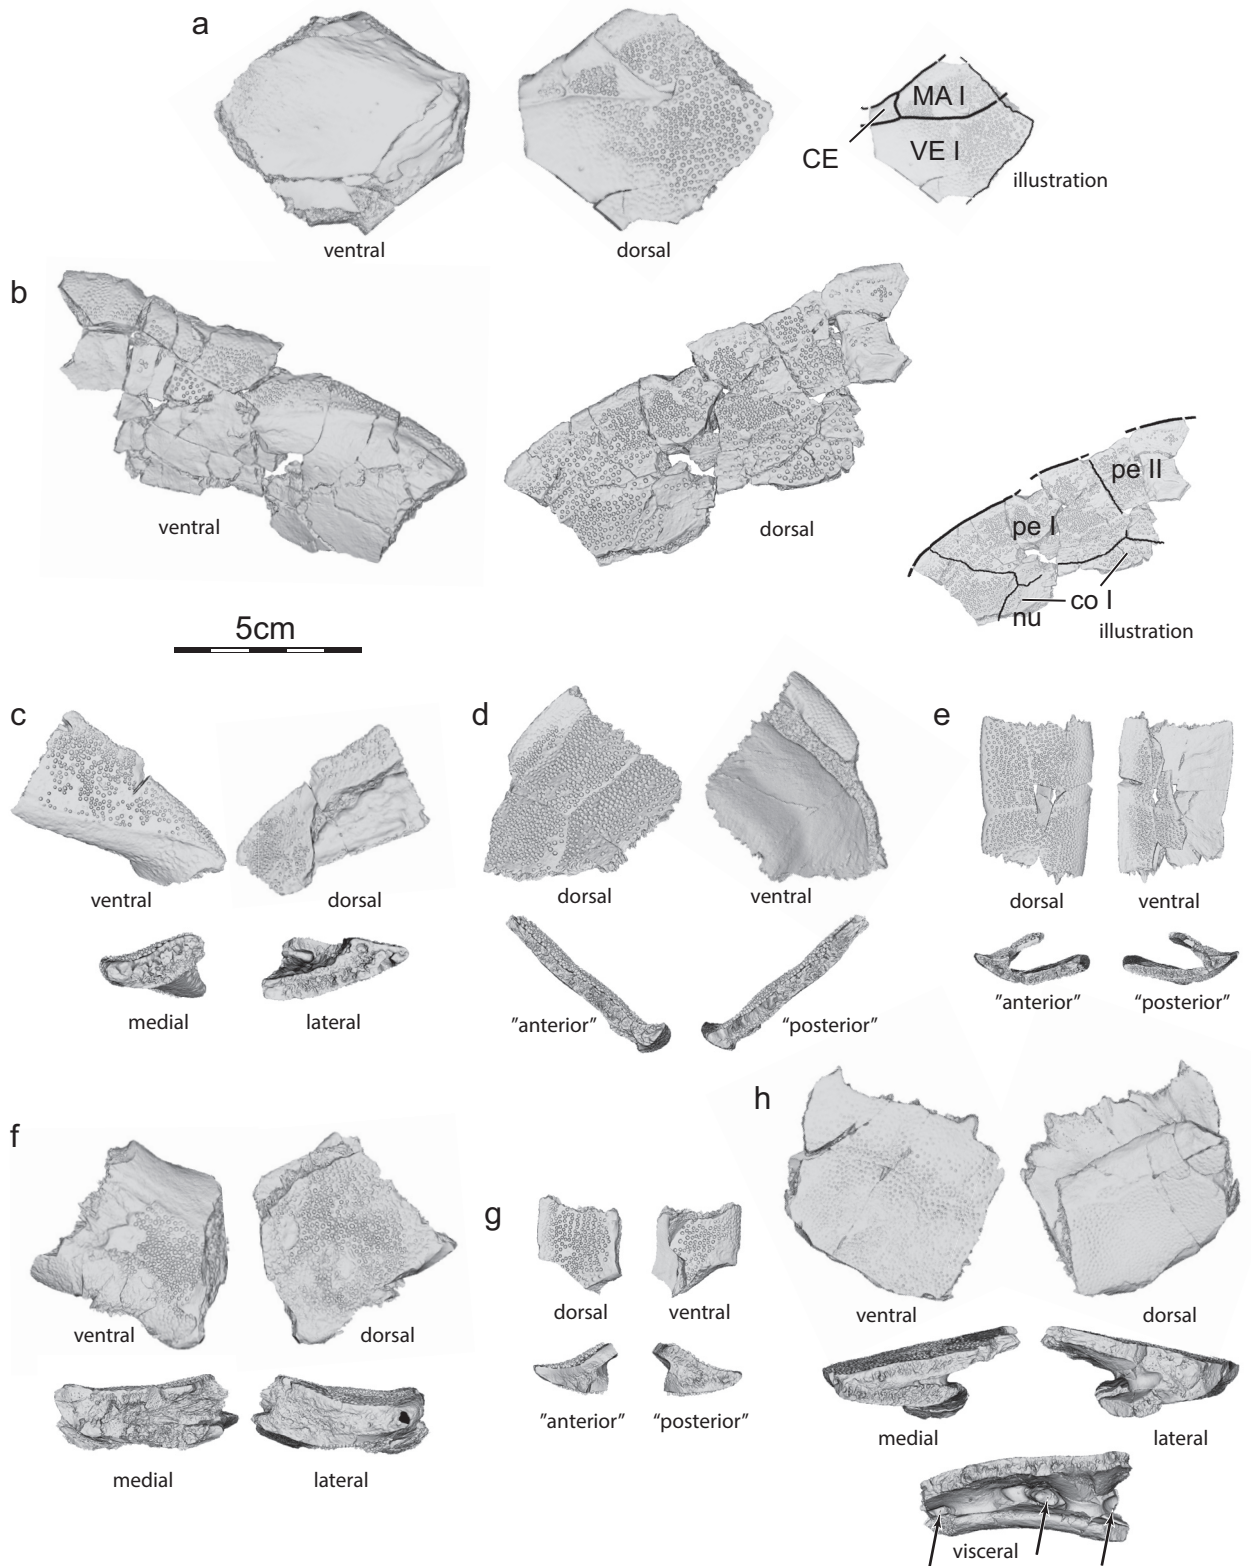 a
MA I
CE
VE I
illustration
ventral
dorsal
b
pe II
ventral
dorsal
pe I
co I
nu
illustration
5cm
c
d
e
ventral
dorsal
dorsal
ventral
dorsal
ventral
medial
lateral
"anterior"
"posterior"
"anterior"
"posterior"
f
h
g
ventral
dorsal
dorsal
ventral
ventral
dorsal
medial
lateral
"anterior"
“posterior”
medial
lateral
visceral